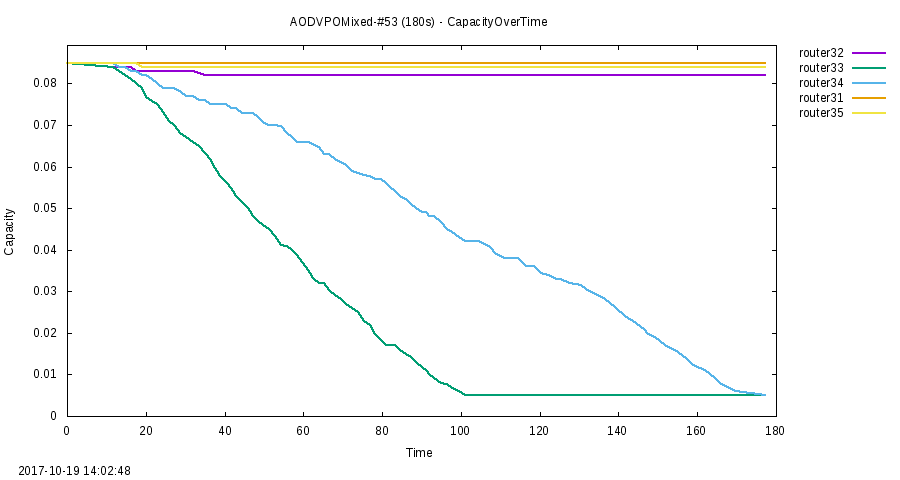 AODVPOMixed-#53 (180s) - CapacityOverTime
router32
router33
router34
router31
router35
0.08
0.07
0.06
0.05
0.04
0.03
0.02
0.01
0
Capacity
0 20 40 60 80 100 120 140 160 180
Time
2017-10-19 14:02:48